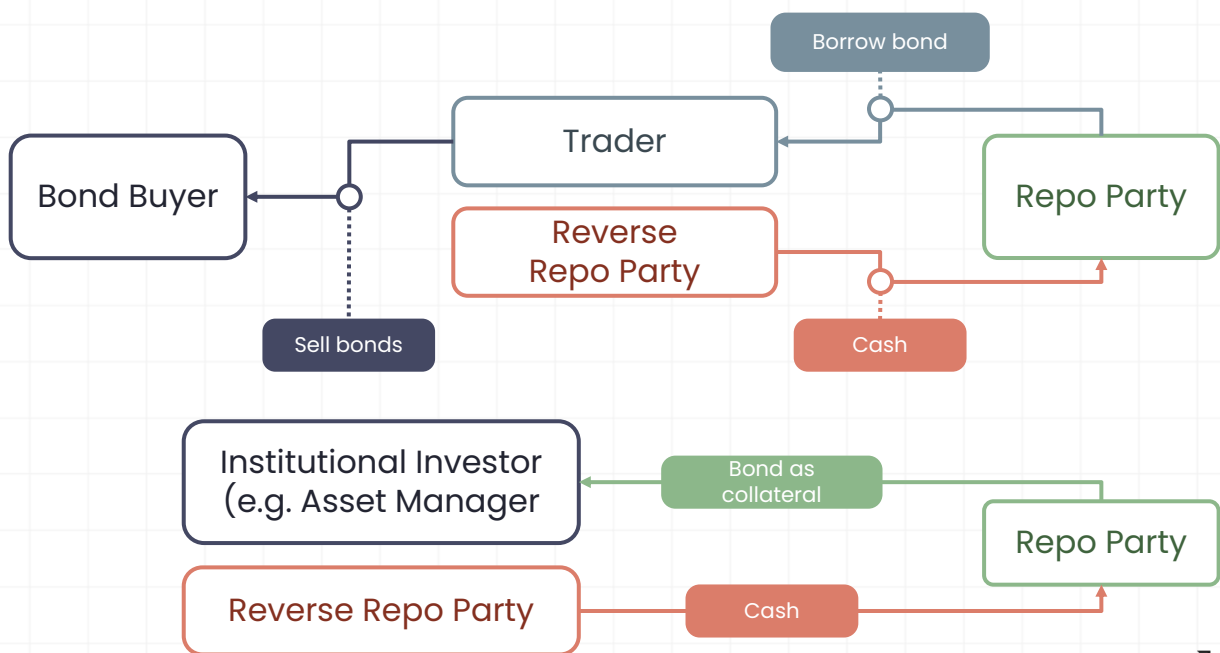 Borrow bond
Trader
Bond Buyer
Repo Party
Reverse
Repo Party
Sell bonds
Cash
Institutional Investor
(e.g. Asset Manager
Bond as
collateral
Repo Party
Reverse Repo Party
Cash